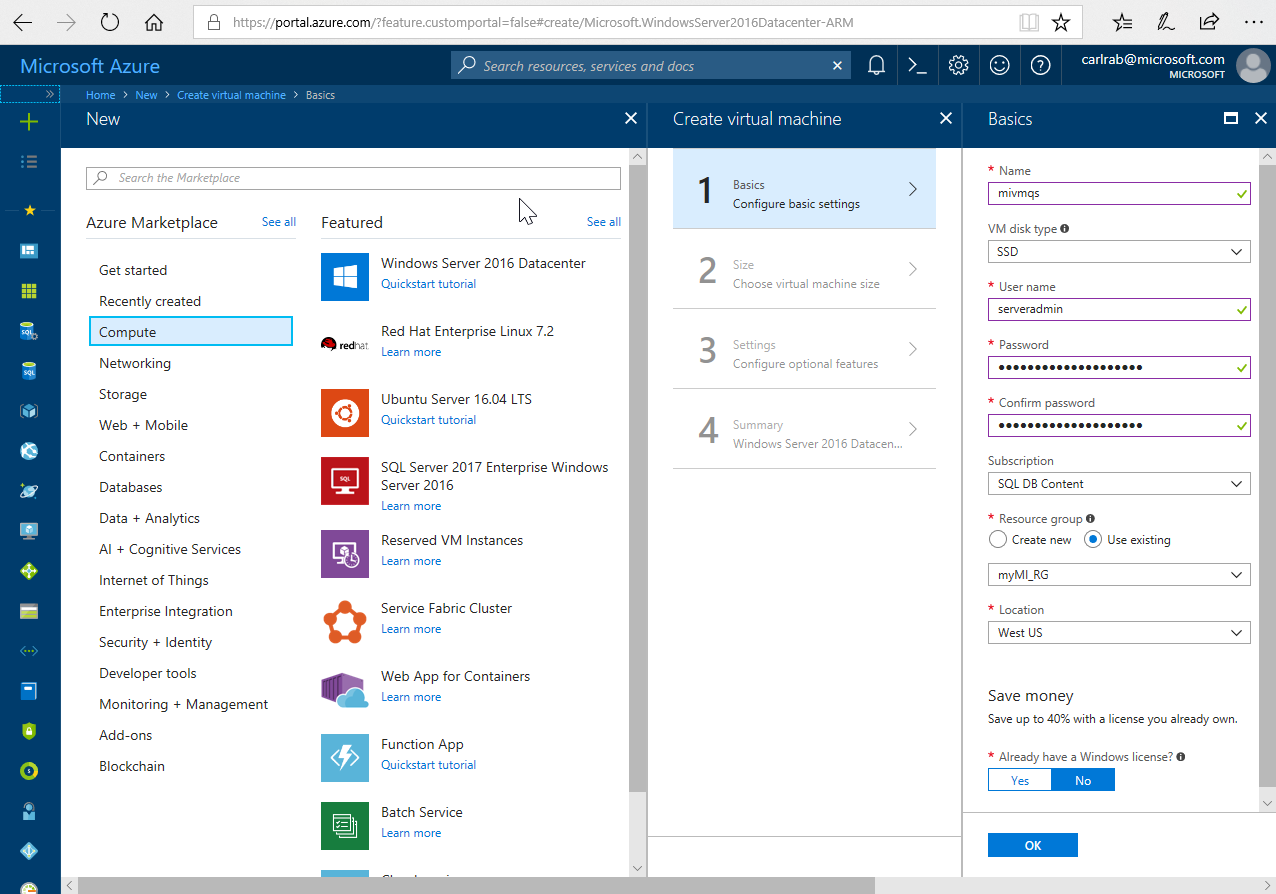 https://portal.azure.com/?feature.customportal=false#create/Microsoft.WindowsServer2016Datacenter-ARM
Microsoft Azure
Search resources, services and docs
carlrab@microsoft.com
MICROSOFT
Home > New > Create virtual machine > Basics
New
Search the Marketplace
Azure Marketplace
See all
Get started
Recently created
Compute
Networking
Storage
Web + Mobile
Containers
Databases
Data + Analytics
AI + Cognitive Services
Internet of Things
Enterprise Integration
Security + Identity
Developer tools
Monitoring + Management
Add-ons
Blockchain
Featured
See all
Windows Server 2016 Datacenter
Quickstart tutorial
Red Hat Enterprise Linux 7.2
Learn more
redhat
Ubuntu Server 16.04 LTS
Quickstart tutorial
SQL Server 2017 Enterprise Windows
Server 2016
Learn more
SQL
Reserved VM Instances
Learn more
Service Fabric Cluster
Learn more
Web App for Containers
Learn more
Function App
Quickstart tutorial
Batch Service
Learn more
Create virtual machine
1
Basics
Configure basic settings
2
Size
Choose virtual machine size
3
Settings
Configure optional features
4
Summary
Windows Server 2016 Datacen...
Basics
* Name
mivmqs
VM disk type
SSD
* User name
serveradmin
* Password
••••••••••••••••••••
* Confirm password
••••••••••••••••••••
Subscription
SQL DB Content
* Resource group
Create new
Use existing
myMI_RG
* Location
West US
Save money
Save up to 40% with a license you already own.
* Already have a Windows license?
Yes
No
OK